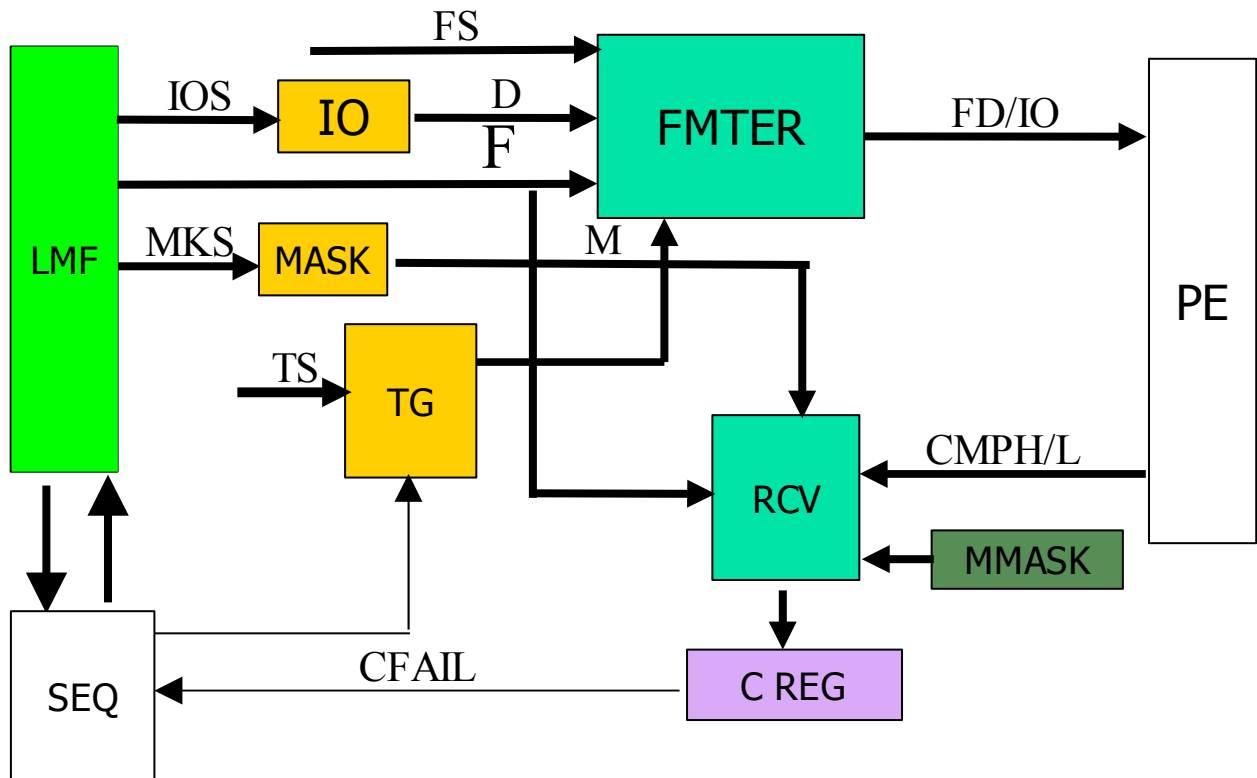 FS
IOS
IO
D
FMTER
FD/IO
F
LMF
MKS
MASK
M
PE
TS
TG
CMPH/L
RCV
MMASK
CFAIL
C REG
SEQ